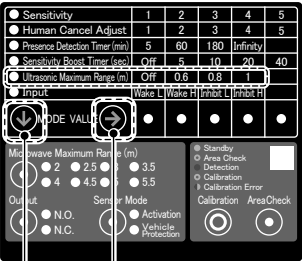 Sensitivity 1 2 3 4 5
Human Cancel Adjust 1 2 3 4 5
Presence Detection Timer (min) 5 60 180 Infinity
Sensitivity Boost Timer (sec) Off 5 10 20 40
Ultrasonic Maximum Range (m) Off 0.6 0.8 1
Input Wake L Wake H Inhibit L Inhibit H
MODE VALUE
Microwave Maximum Range (m)
2 2.5 3 3.5
4 4.5 5 5.5
Output Sensor Mode
N.O. Activation
N.C. Vehicle Protection
Standby
Area Check
Detection
Calibration
Calibration Error
Calibration AreaCheck